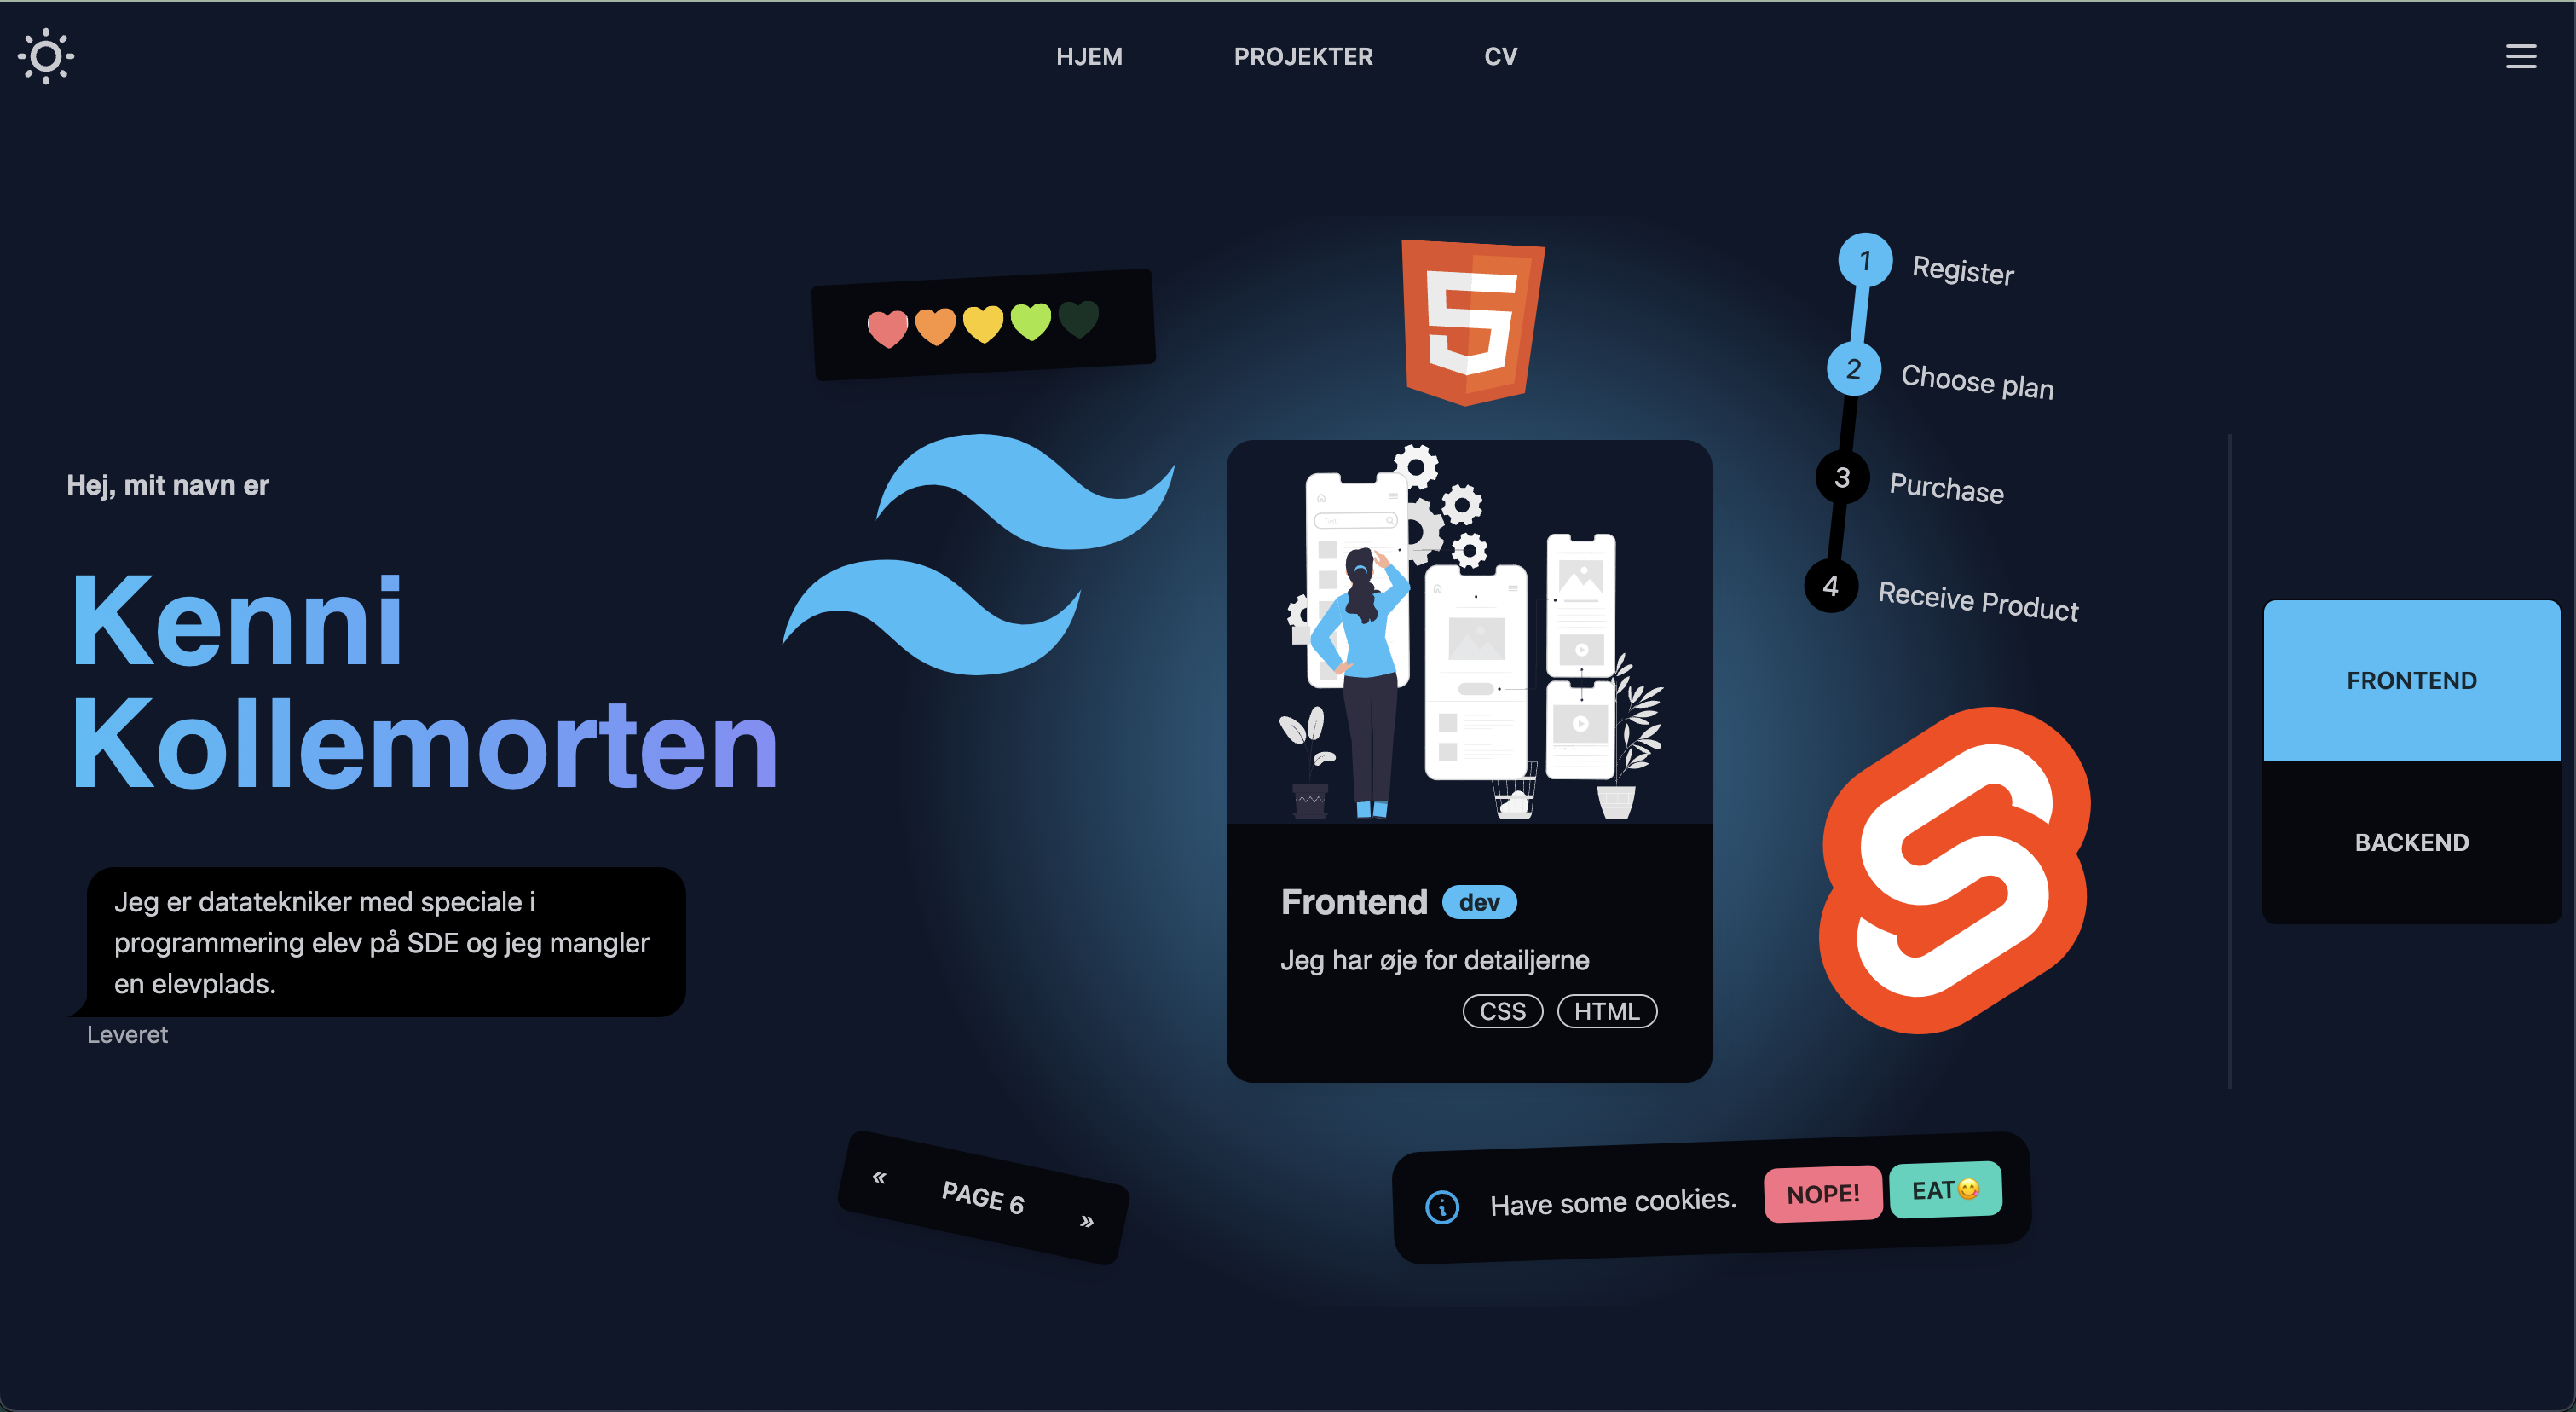 HJEM
PROJEKTER
CV
Hej, mit navn er
Kenni
Kollemorten
Jeg er datatekniker med speciale i
programmering elev på SDE og jeg mangler
en elevplads.
Leveret
1 Register
2 Choose plan
3 Purchase
4 Receive Product
Frontend dev
Jeg har øje for detaljerne
CSS
HTML
« PAGE 6 »
Have some cookies.
NOPE!
EAT😋
FRONTEND
BACKEND